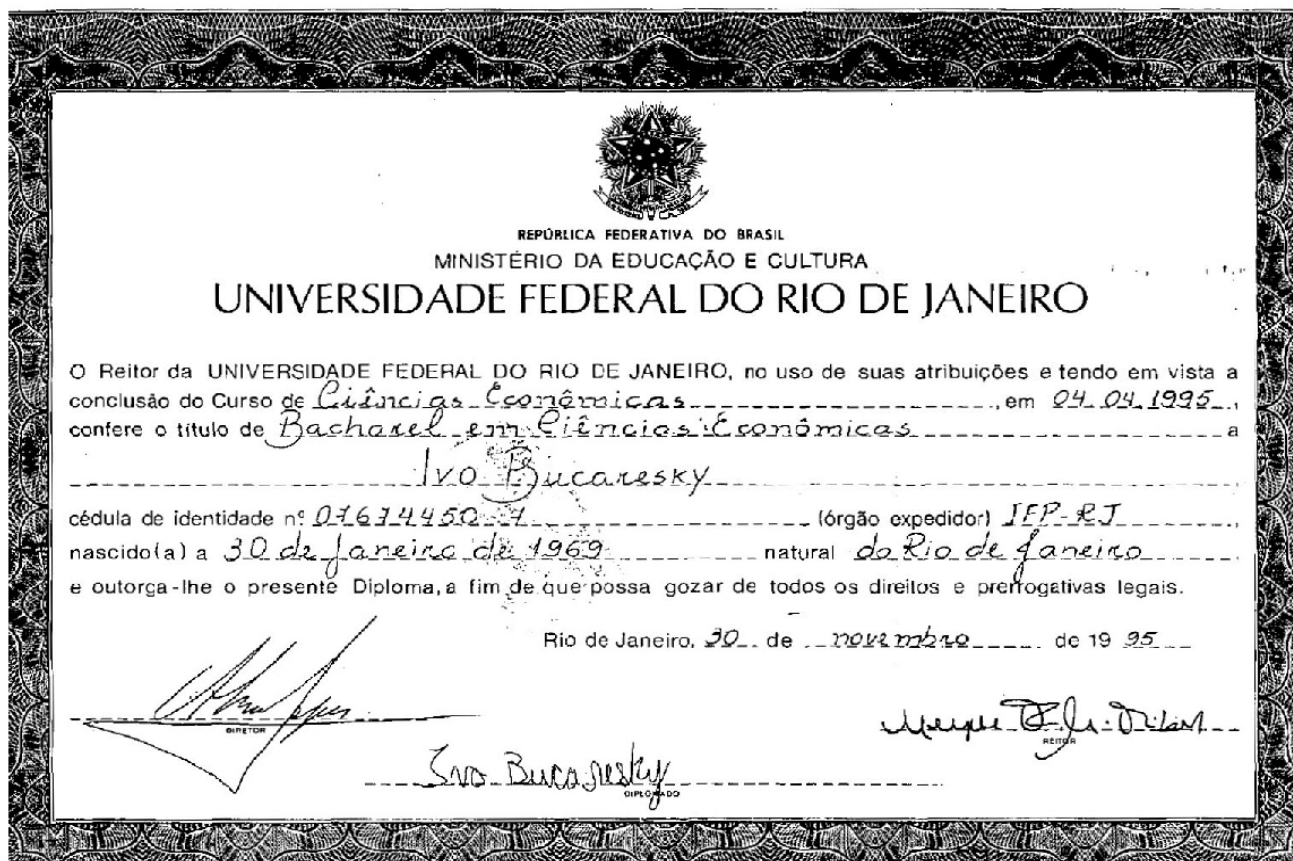 REPÚBLICA FEDERATIVA DO BRASIL
MINISTÉRIO DA EDUCAÇÃO E CULTURA
UNIVERSIDADE FEDERAL DO RIO DE JANEIRO
O Reitor da UNIVERSIDADE FEDERAL DO RIO DE JANEIRO, no uso de suas atribuições e tendo em vista a
conclusão do Curso de Ciências Econômicas, em 04.04.1995,
confere o título de Bacharel em Ciências Econômicas a
Ivo Bucaresky
cédula de identidade nº (órgão expedidor) IFP-RJ,
nascido(a) a 30 de Janeiro de 1969 natural do Rio de Janeiro
e outorga-lhe o presente Diploma, a fim de que possa gozar de todos os direitos e prerrogativas legais.
Rio de Janeiro, 30 de novembro de 19 95
DIRETOR
REITOR
Ivo Bucaresky
DIPLOMADO